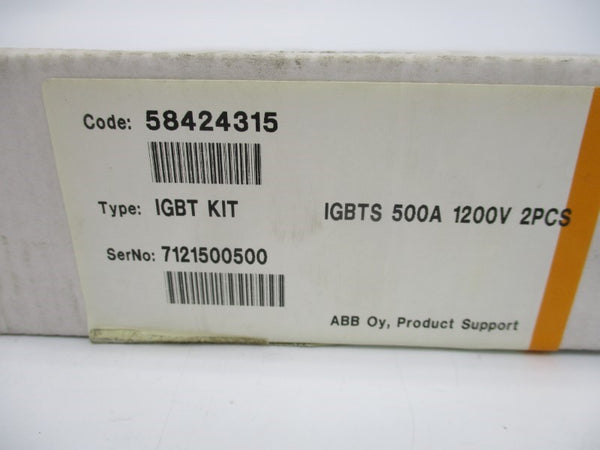 Code: 58424315
Type: IGBT KIT IGBTS 500A 1200V 2PCS
SerNo: 7121500500
ABB Oy, Product Support